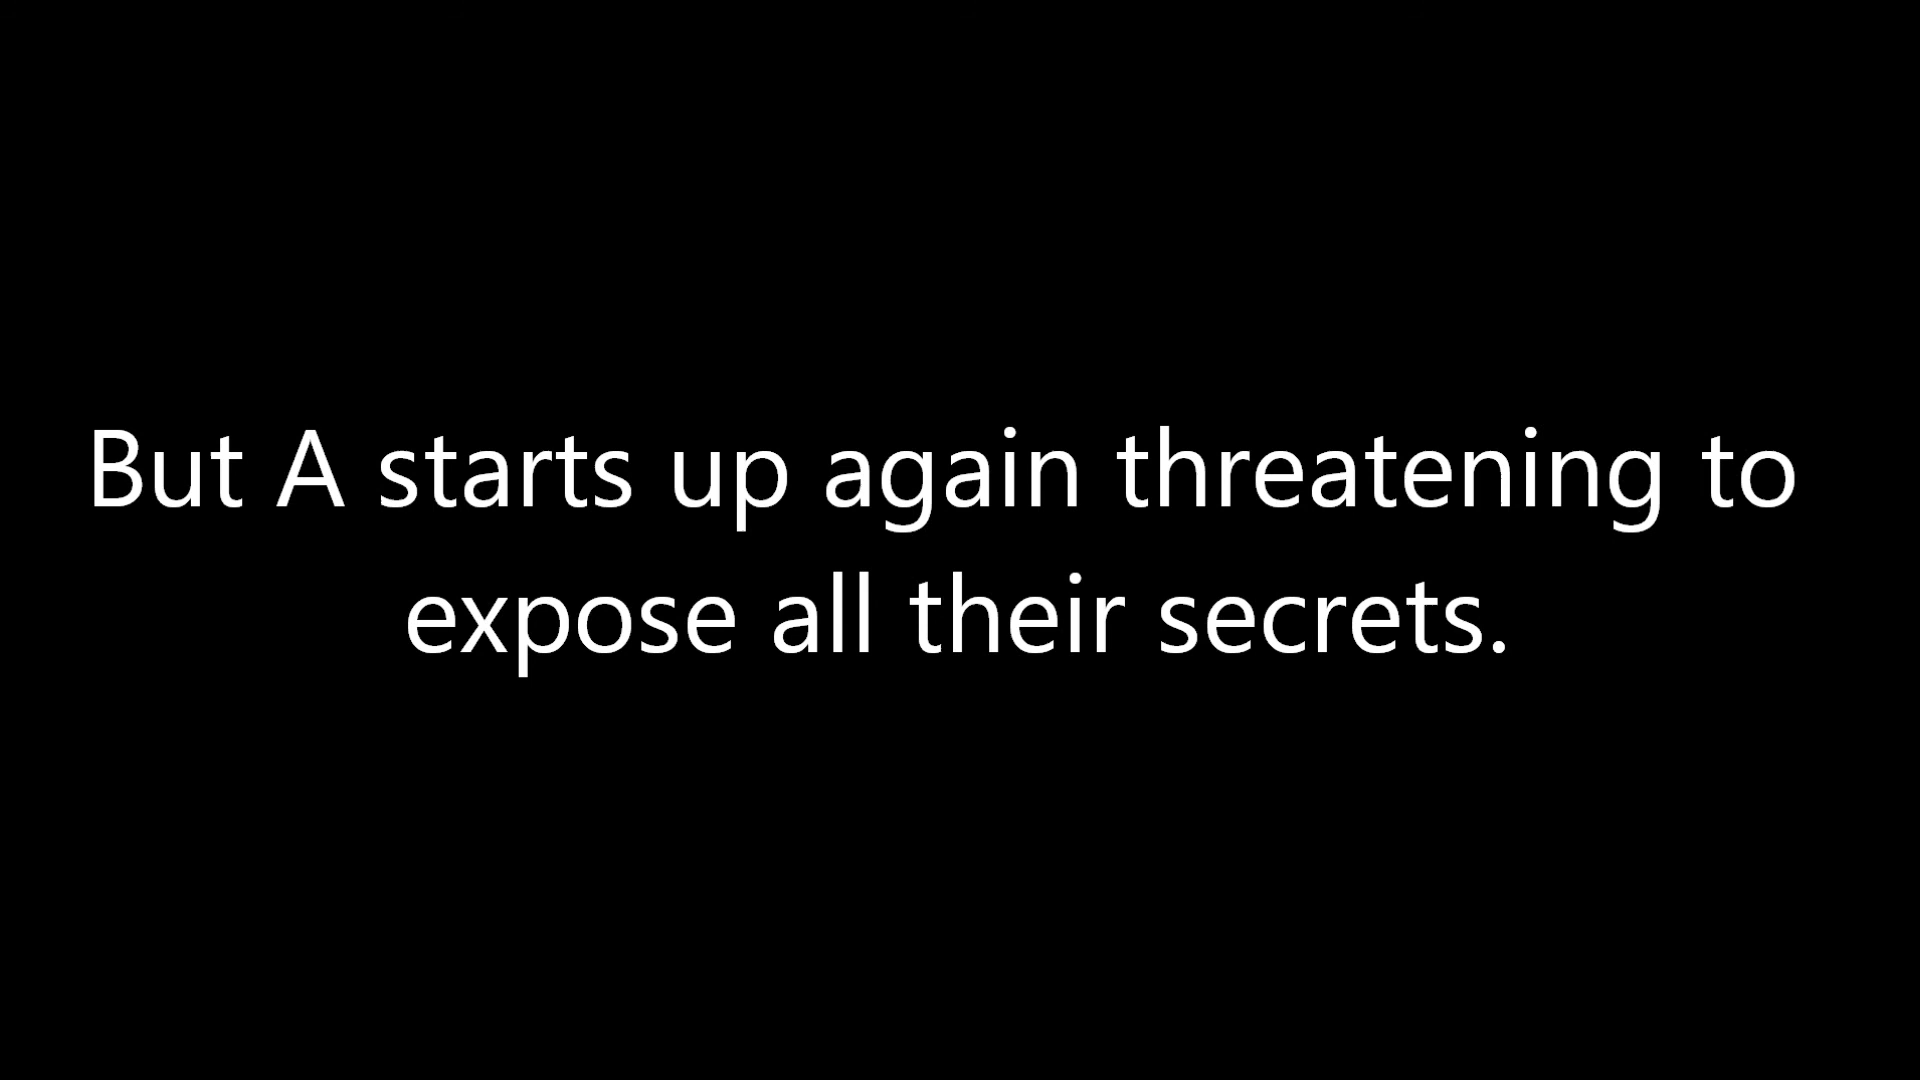 But A starts up again threatening to
expose all their secrets.